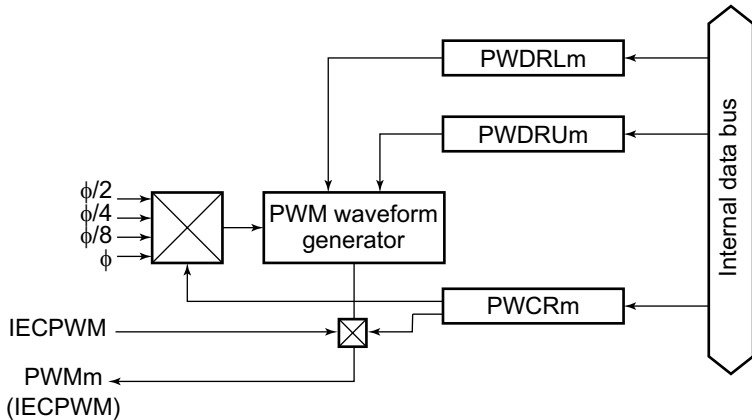 PWDRLm
PWDRUm
ϕ/2
ϕ/4
ϕ/8
ϕ
PWM waveform
generator
PWCRm
IECPWM
PWMm
(IECPWM)
Internal data bus